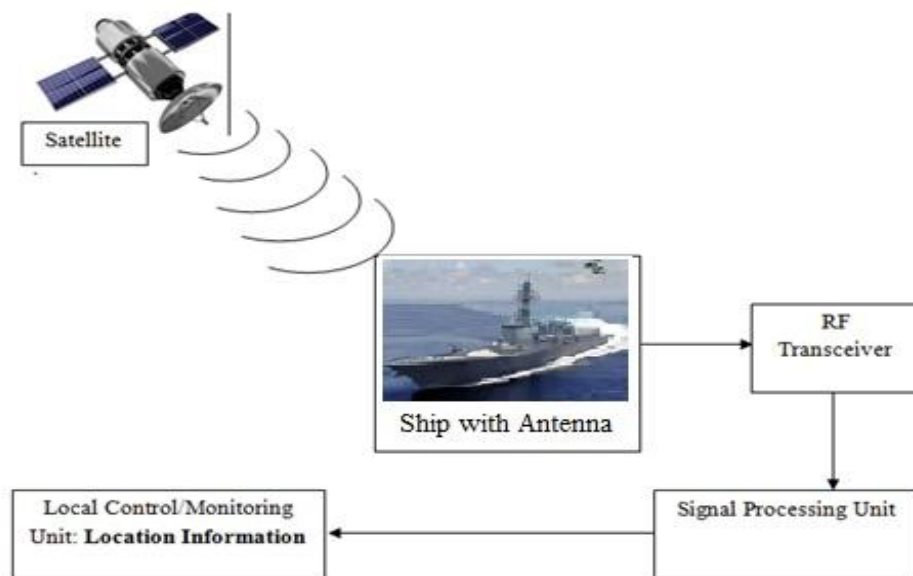 Satellite
Ship with Antenna
RF
Transceiver
Signal Processing Unit
Local Control/Monitoring
Unit: Location Information